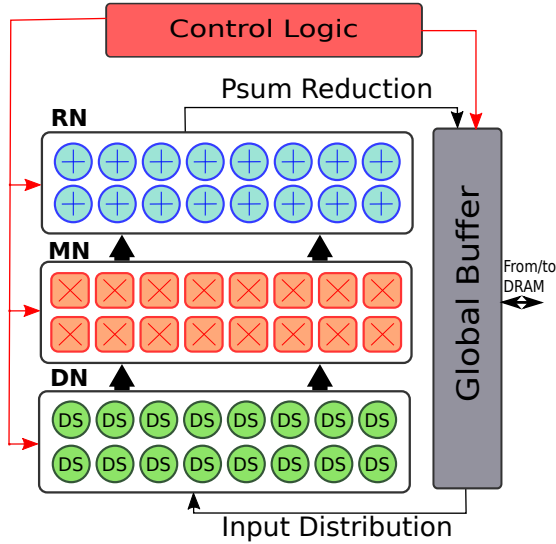 Control Logic
Psum Reduction
RN
+ + + + + + + +
+ + + + + + + +
MN
× × × × × × × ×
× × × × × × × ×
DN
DS DS DS DS DS DS DS DS
DS DS DS DS DS DS DS DS
Global Buffer
From/to
DRAM
Input Distribution